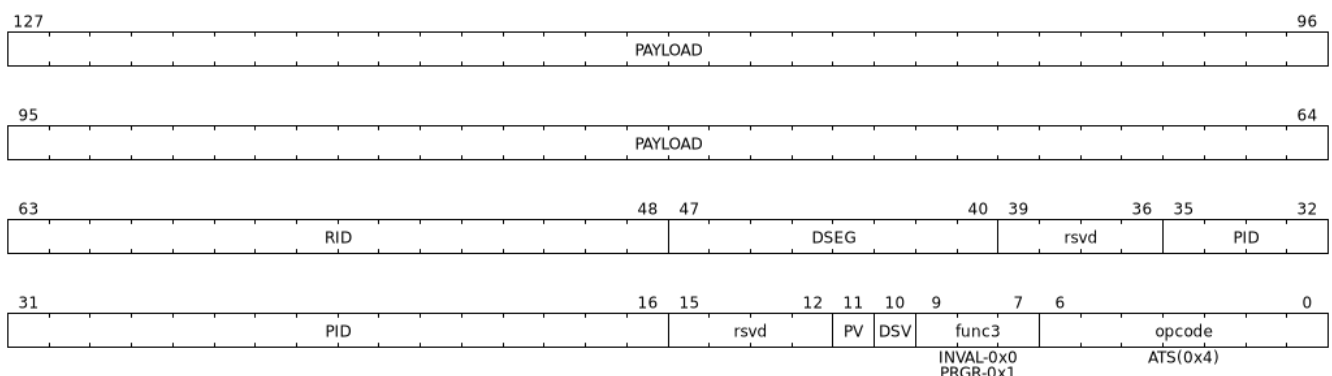 127 96
PAYLOAD
95 64
PAYLOAD
63 48 47 40 39 36 35 32
RID DSEG rsvd PID
31 16 15 12 11 10 9 7 6 0
PID rsvd PV DSV func3 opcode
INVAL-0x0 ATS(0x4)
PRGR-0x1